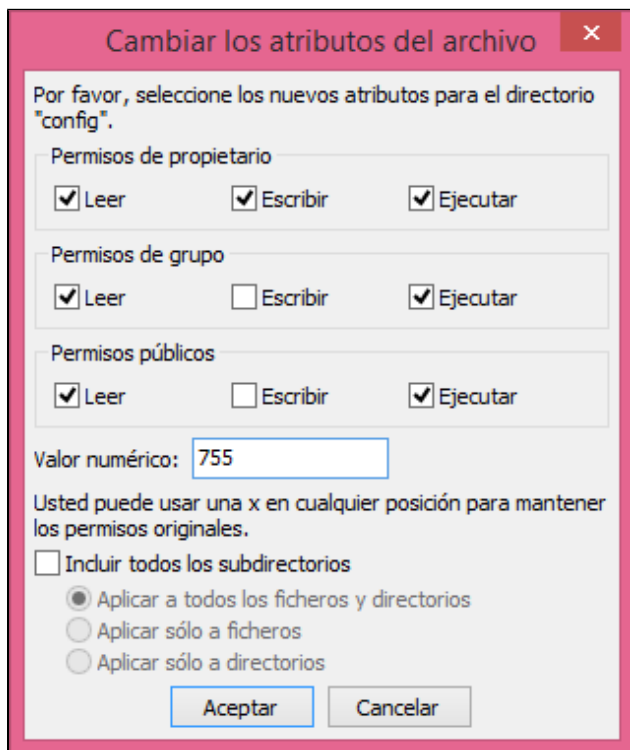 Cambiar los atributos del archivo
Por favor, seleccione los nuevos atributos para el directorio
"config".
Permisos de propietario
Leer Escribir Ejecutar
Permisos de grupo
Leer Escribir Ejecutar
Permisos públicos
Leer Escribir Ejecutar
Valor numérico: 755
Usted puede usar una x en cualquier posición para mantener
los permisos originales.
Incluir todos los subdirectorios
Aplicar a todos los ficheros y directorios
Aplicar sólo a ficheros
Aplicar sólo a directorios
Aceptar Cancelar